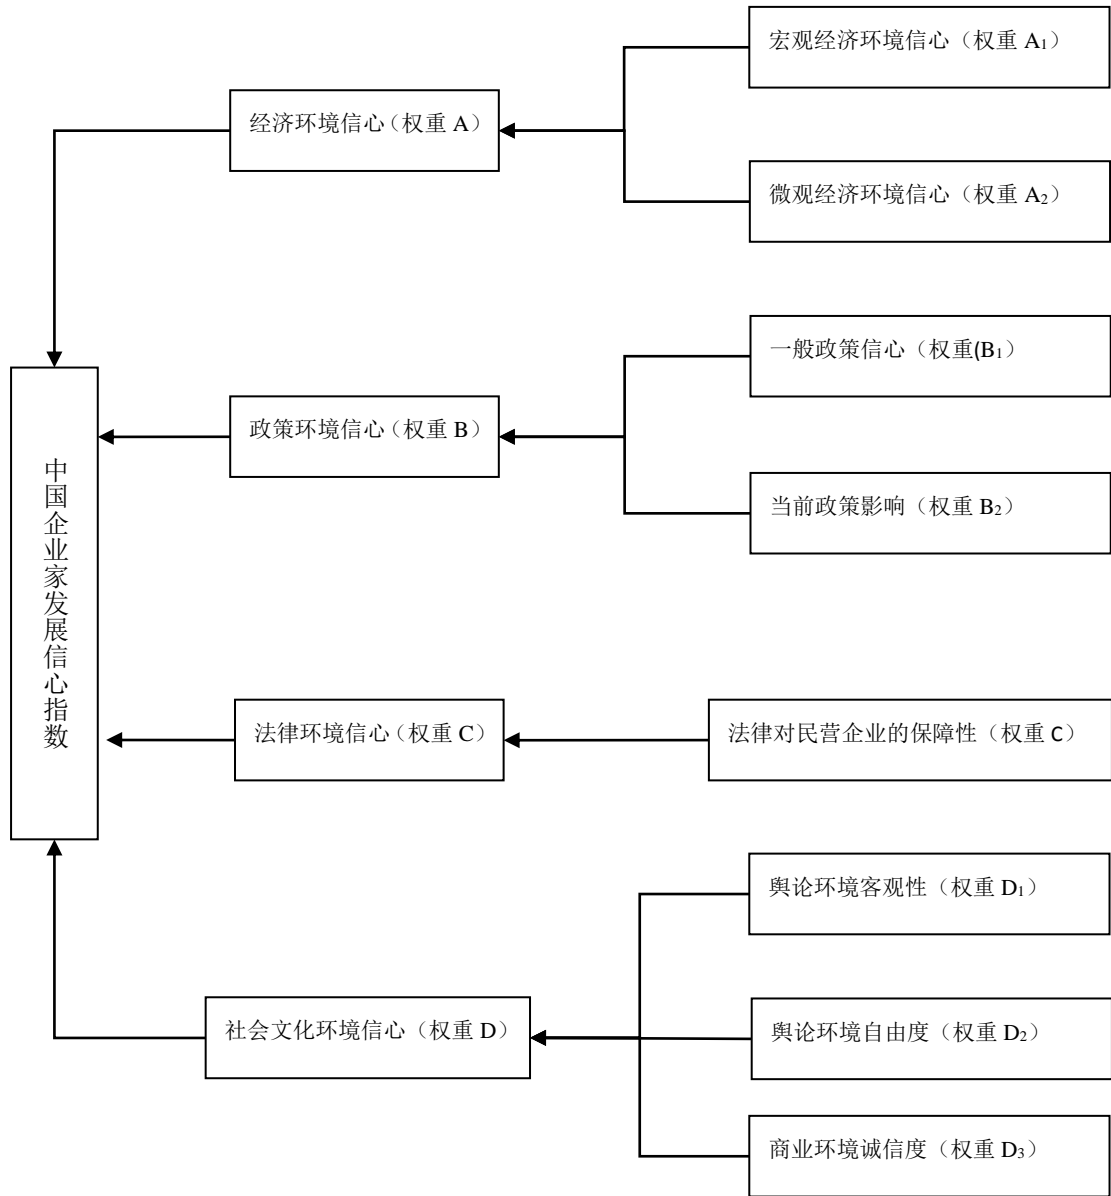 宏观经济环境信心（权重 A1）
经济环境信心（权重 A）
微观经济环境信心（权重 A2）
一般政策信心（权重(B1）
政策环境信心（权重 B）
当前政策影响（权重 B2）
中国企业家发展信心指数
法律环境信心（权重 C）
法律对民营企业的保障性（权重 C）
舆论环境客观性（权重 D1）
社会文化环境信心（权重 D）
舆论环境自由度（权重 D2）
商业环境诚信度（权重 D3）